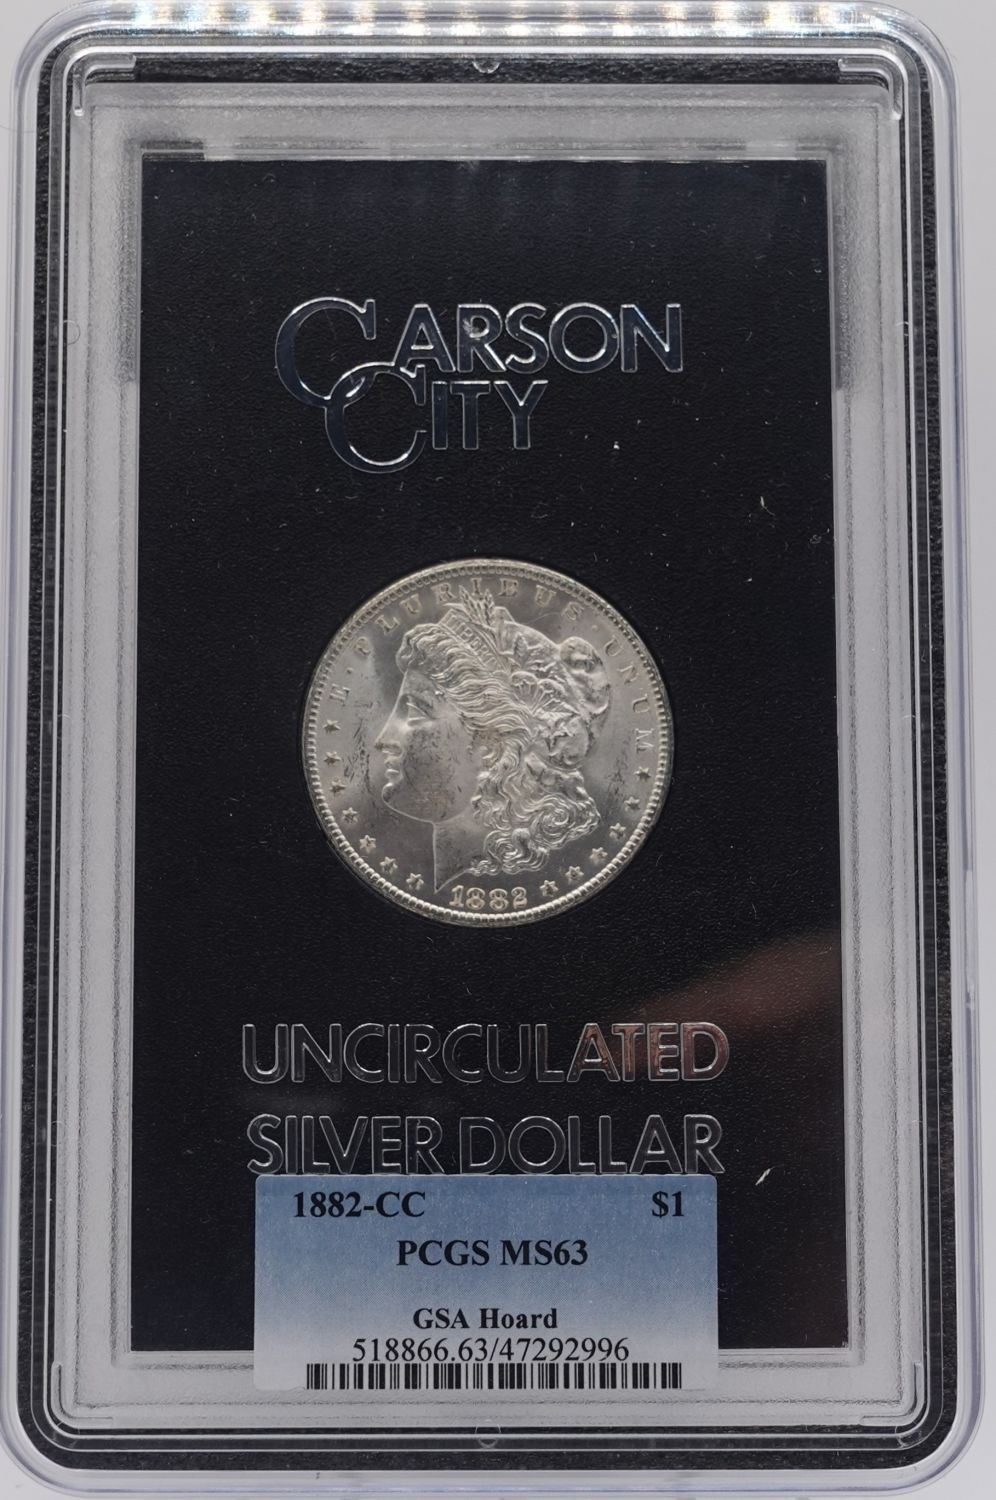 CARSON
CITY
E·PLURIBUS·UNUM
LIBERTY
1882
UNCIRCULATED
SILVER DOLLAR
1882-CC $1
PCGS MS63
GSA Hoard
518866.63/47292996